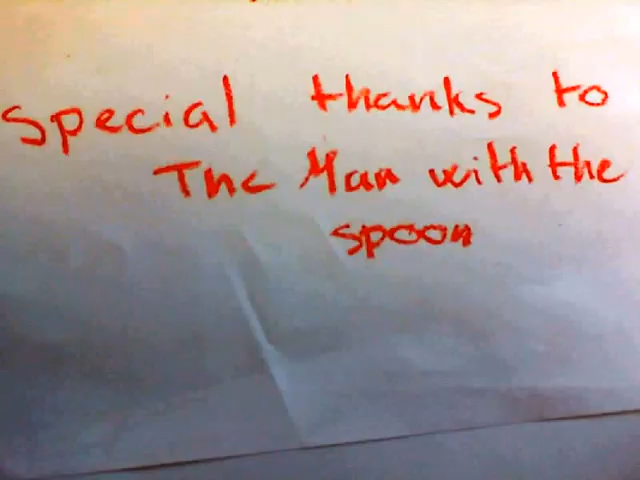 Special thanks to
The Man with the
spoon